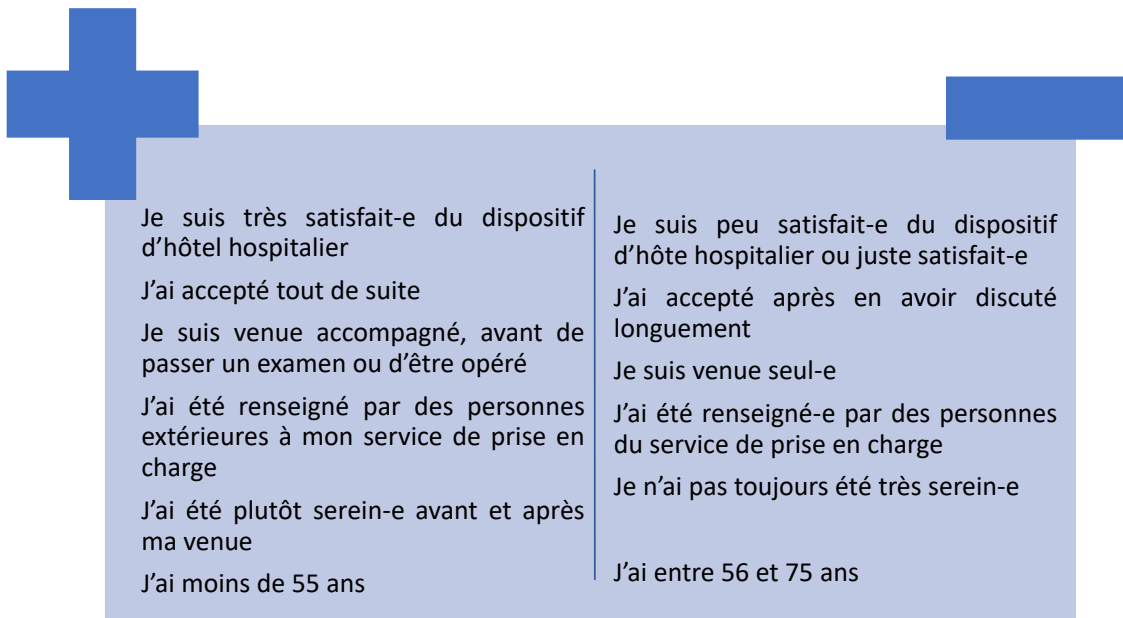 Je suis très satisfait-e du dispositif
d’hôtel hospitalier
J’ai accepté tout de suite
Je suis venue accompagné, avant de
passer un examen ou d’être opéré
J’ai été renseigné par des personnes
extérieures à mon service de prise en
charge
J’ai été plutôt serein-e avant et après
ma venue
J’ai moins de 55 ans
Je suis peu satisfait-e du dispositif
d’hôte hospitalier ou juste satisfait-e
J’ai accepté après en avoir discuté
longuement
Je suis venue seul-e
J’ai été renseigné-e par des personnes
du service de prise en charge
Je n’ai pas toujours été très serein-e
J’ai entre 56 et 75 ans